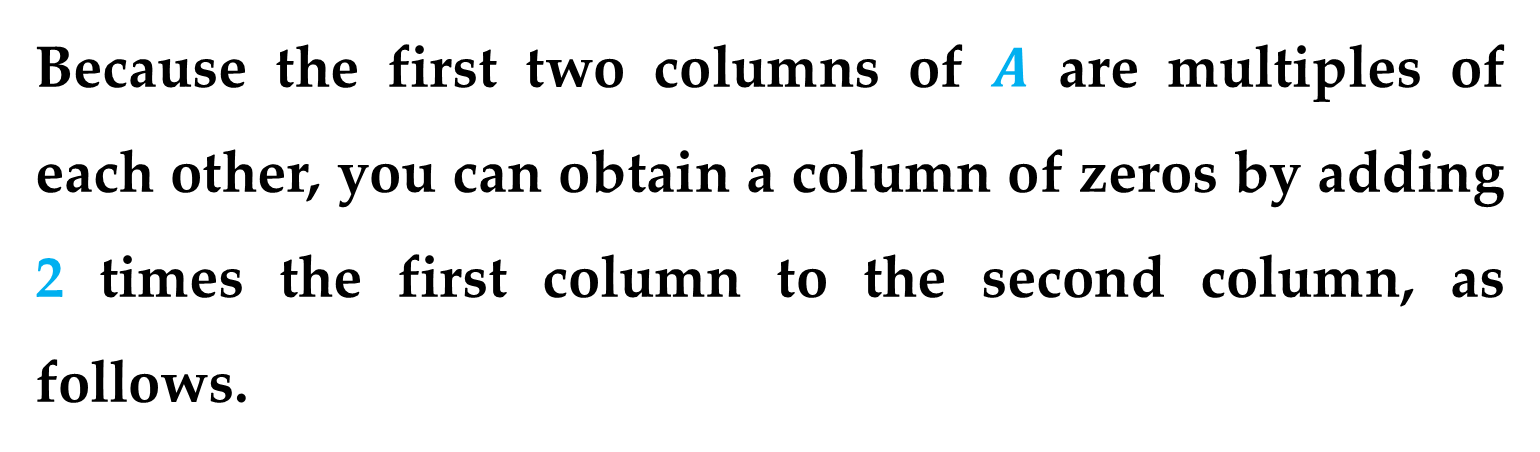 Because the first two columns of A are multiples of
each other, you can obtain a column of zeros by adding
2 times the first column to the second column, as
follows.